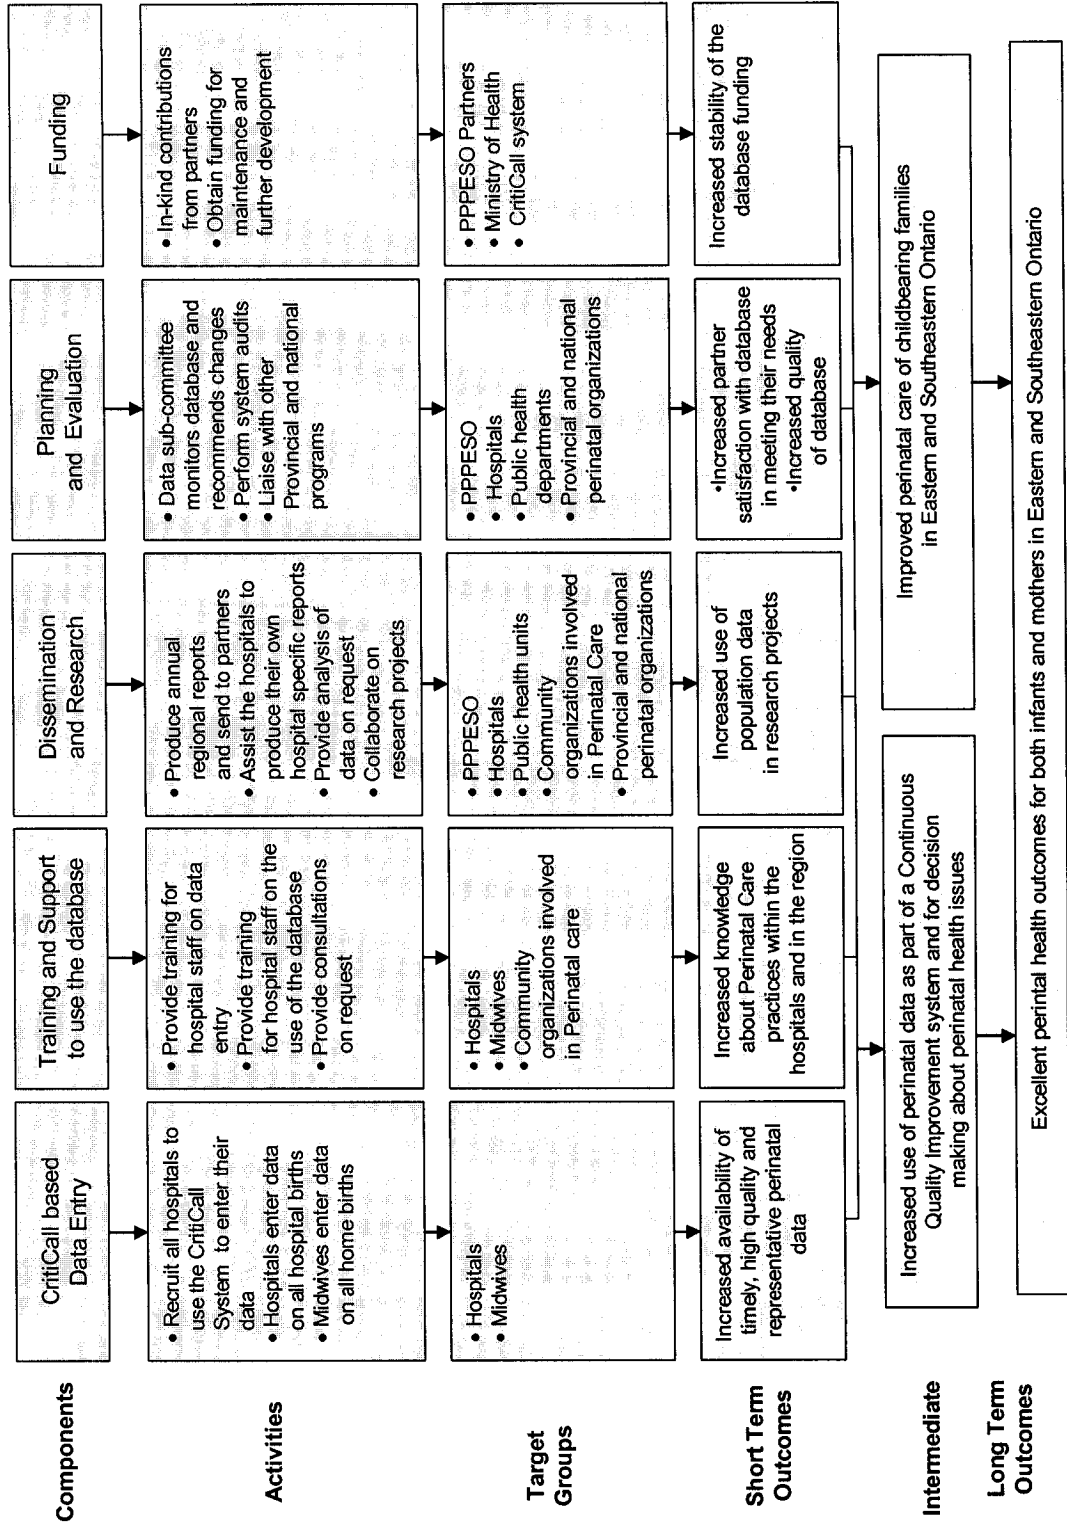 Components
CritiCall based
Data Entry
Training and Support
to use the database
Dissemination
and Research
Planning
and Evaluation
Funding
Activities
• Recruit all hospitals to
use the CritiCall
System to enter their
data
• Hospitals enter data
on all hospital births
• Midwives enter data
on all home births
• Provide training for
hospital staff on data
entry
• Provide training
for hospital staff on the
use of the database
• Provide consultations
on request
• Produce annual
regional reports
and send to partners
• Assist the hospitals to
produce their own
hospital specific reports
• Provide analysis of
data on request
• Collaborate on
research projects
• Data sub-committee
monitors database and
recommends changes
• Perform system audits
• Liaise with other
Provincial and national
programs
• In-kind contributions
from partners
• Obtain funding for
maintenance and
further development
Target
Groups
• Hospitals
• Midwives
• Hospitals
• Midwives
• Community
organizations involved
in Perinatal care
• PPPESO
• Hospitals
• Public health units
• Community
organizations involved
in Perinatal Care
• Provincial and national
perinatal organizations
• PPPESO
• Hospitals
• Public health
departments
• Provincial and national
perinatal organizations
• PPPESO Partners
• Ministry of Health
• CritiCall system
Short Term
Outcomes
Increased availability of
timely, high quality and
representative perinatal
data
Increased knowledge
about Perinatal Care
practices within the
hospitals and in the region
Increased use of
population data
in research projects
•Increased partner
satisfaction with database
in meeting their needs
•Increased quality
of database
Increased stability of the
database funding
Intermediate
Increased use of perinatal data as part of a Continuous
Quality Improvement system and for decision
making about perinatal health issues
Improved perinatal care of childbearing families
in Eastern and Southeastern Ontario
Long Term
Outcomes
Excellent perintal health outcomes for both infants and mothers in Eastern and Southeastern Ontario